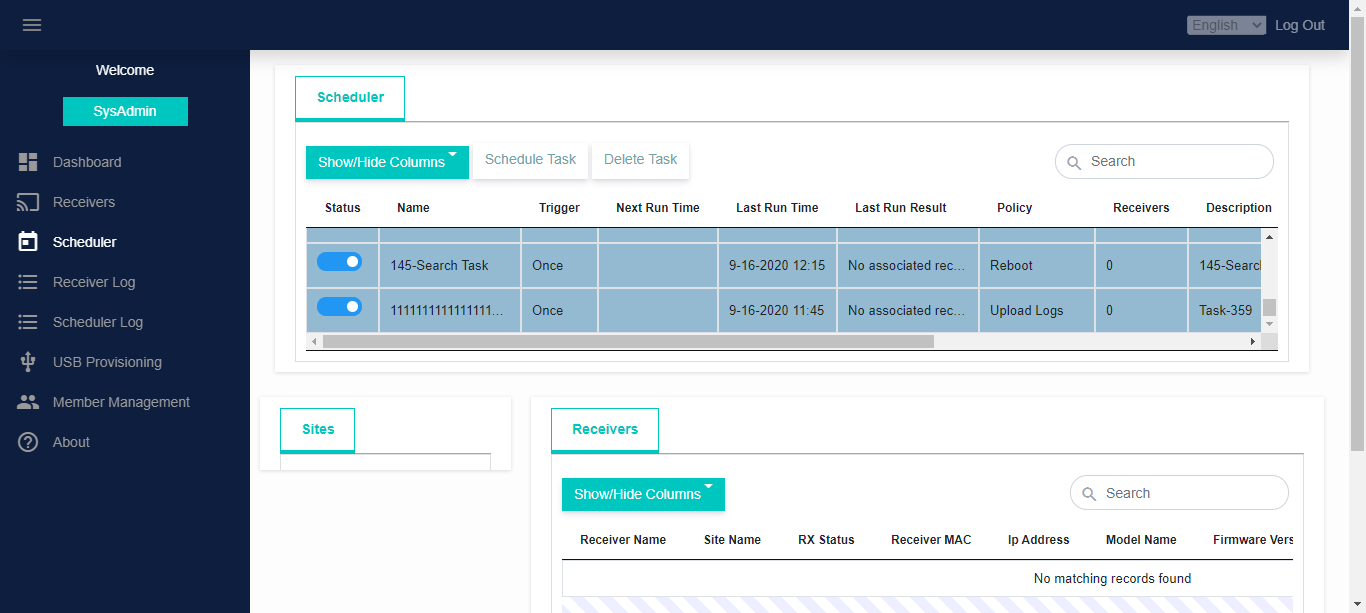 English Log Out
Welcome
SysAdmin
Dashboard
Receivers
Scheduler
Receiver Log
Scheduler Log
USB Provisioning
Member Management
About
Scheduler
Show/Hide Columns Schedule Task Delete Task Search
Status Name Trigger Next Run Time Last Run Time Last Run Result Policy Receivers Description
145-Search Task Once 9-16-2020 12:15 No associated rec... Reboot 0 145-Searcl
1111111111111111... Once 9-16-2020 11:45 No associated rec... Upload Logs 0 Task-359
Sites
Receivers
Show/Hide Columns Search
Receiver Name Site Name RX Status Receiver MAC Ip Address Model Name Firmware Vers
No matching records found